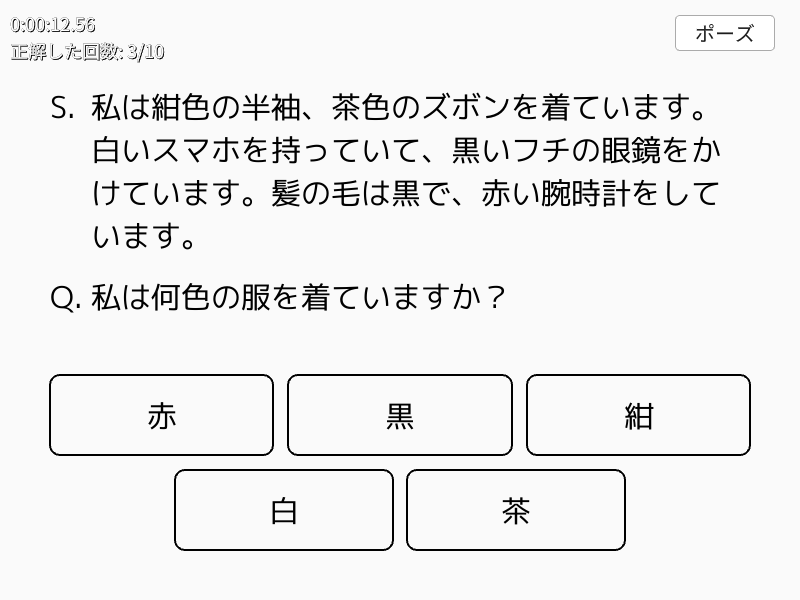 0:00:12.56
正解した回数: 3/10
ポーズ
S. 私は紺色の半袖、茶色のズボンを着ています。
白いスマホを持っていて、黒いフチの眼鏡をか
けています。髪の毛は黒で、赤い腕時計をして
います。
Q. 私は何色の服を着ていますか？
赤
黒
紺
白
茶